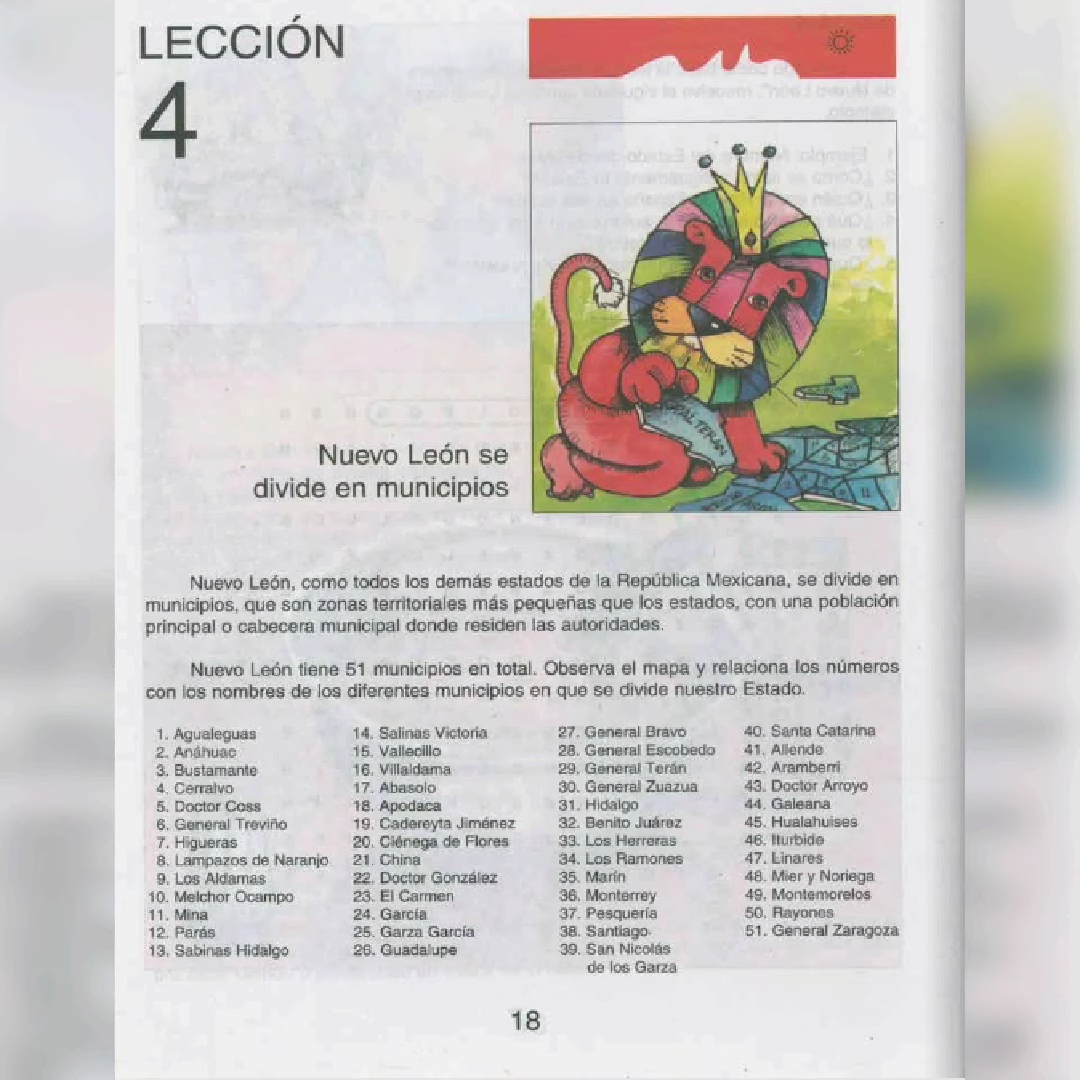 LECCIÓN
4
RAL TERAN
Nuevo León se
divide en municipios
Nuevo León, como todos los demás estados de la República Mexicana, se divide en
municipios, que son zonas territoriales más pequeñas que los estados, con una población
principal o cabecera municipal donde residen las autoridades.
Nuevo León tiene 51 municipios en total. Observa el mapa y relaciona los números
con los nombres de los diferentes municipios en que se divide nuestro Estado.
1. Agualeguas
2. Anáhuac
3. Bustamante
4. Cerralvo
5. Doctor Coss
6. General Treviño
7. Higueras
8. Lampazos de Naranjo
9. Los Aldamas
10. Melchor Ocampo
11. Mina
12. Parás
13. Sabinas Hidalgo
14. Salinas Victoria
15. Vallecillo
16. Villaldama
17. Abasolo
18. Apodaca
19. Cadereyta Jiménez
20. Ciénega de Flores
21. China
22. Doctor González
23. El Carmen
24. García
25. Garza García
26. Guadalupe
27. General Bravo
28. General Escobedo
29. General Terán
30. General Zuazua
31. Hidalgo
32. Benito Juárez
33. Los Herreras
34. Los Ramones
35. Marín
36. Monterrey
37. Pesquería
38. Santiago
39. San Nicolás
de los Garza
40. Santa Catarina
41. Allende
42. Aramberri
43. Doctor Arroyo
44. Galeana
45. Hualahuises
46. Iturbide
47. Linares
48. Mier y Noriega
49. Montemorelos
50. Rayones
51. General Zaragoza
18